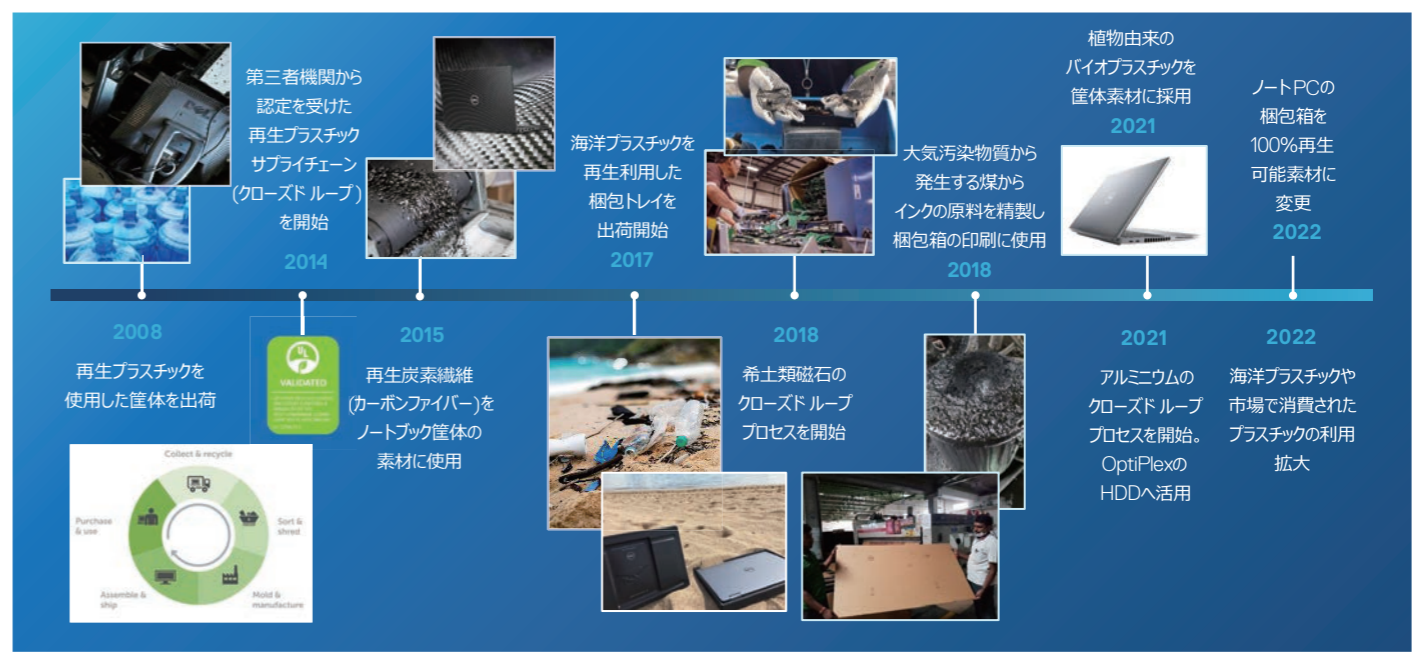 第三者機関から
認定を受けた
再生プラスチック
サプライチェーン
(クローズド ループ)
を開始
2014
海洋プラスチックを
再生利用した
梱包トレイを
出荷開始
2017
大気汚染物質から
発生する煤から
インクの原料を精製し
梱包箱の印刷に使用
2018
植物由来の
バイオプラスチックを
筐体素材に採用
2021
ノートPCの
梱包箱を
100%再生
可能素材に
変更
2022
2008
再生プラスチックを
使用した筐体を出荷
UL
VALIDATED
2015
再生炭素繊維
(カーボンファイバー)を
ノートブック筐体の
素材に使用
2018
希土類磁石の
クローズド ループ
プロセスを開始
2021
アルミニウムの
クローズド ループ
プロセスを開始。
OptiPlexの
HDDへ活用
2022
海洋プラスチックや
市場で消費された
プラスチックの利用
拡大
Collect & recycle
Sort &
shred
Mold &
manufacture
Assemble &
ship
Purchase
& use
DELL